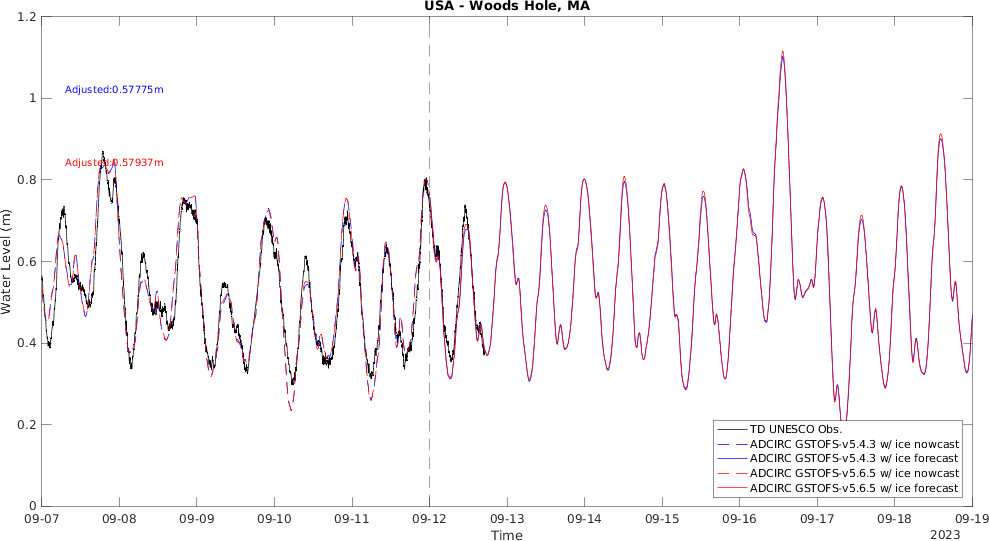 USA - Woods Hole, MA
1.2
1
0.8
0.6
0.4
0.2
0
Water Level (m)
Adjusted:0.57775m
Adjusted:0.57937m
TD UNESCO Obs.
ADCIRC GSTOFS-v5.4.3 w/ ice nowcast
ADCIRC GSTOFS-v5.4.3 w/ ice forecast
ADCIRC GSTOFS-v5.6.5 w/ ice nowcast
ADCIRC GSTOFS-v5.6.5 w/ ice forecast
09-07 09-08 09-09 09-10 09-11 09-12 09-13 09-14 09-15 09-16 09-17 09-18 09-19
Time
2023